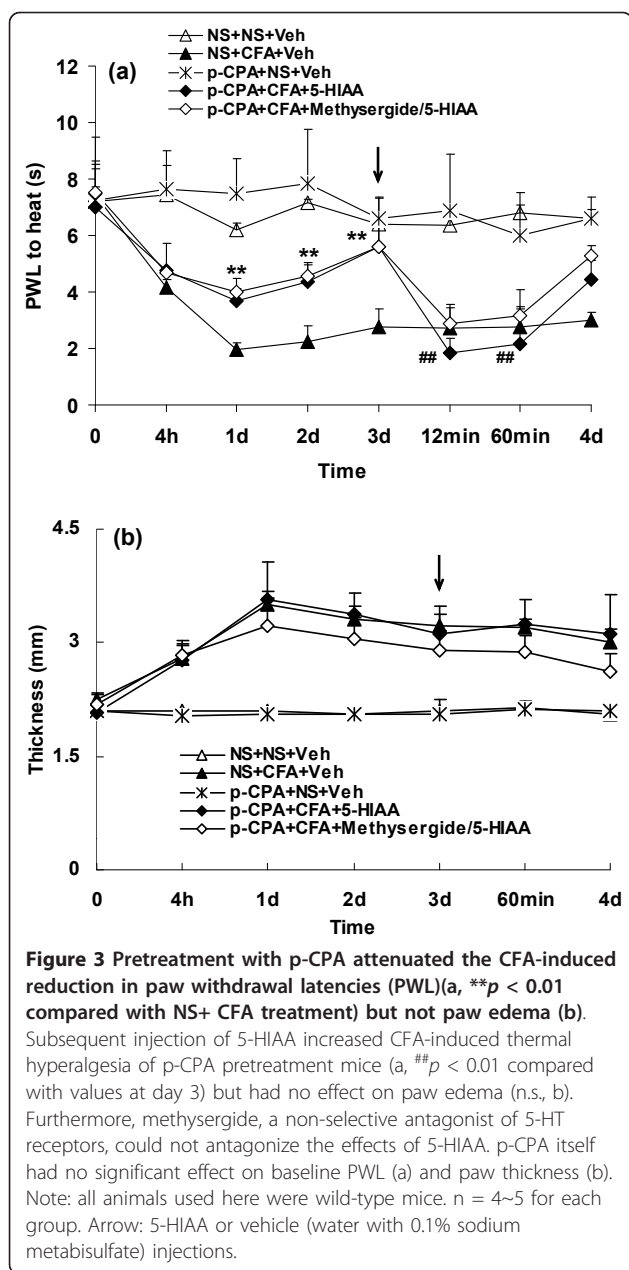 NS+NS+Veh
NS+CFA+Veh
p-CPA+NS+Veh
p-CPA+CFA+5-HIAA
p-CPA+CFA+Methysergide/5-HIAA
(a)
PWL to heat (s)
12
10
8
6
4
2
0
**
**
**
##
##
0 4h 1d 2d 3d 12min 60min 4d
Time
(b)
Thickness (mm)
4.5
3
1.5
0
NS+NS+Veh
NS+CFA+Veh
p-CPA+NS+Veh
p-CPA+CFA+5-HIAA
p-CPA+CFA+Methysergide/5-HIAA
0 4h 1d 2d 3d 60min 4d
Time
Figure 3 Pretreatment with p-CPA attenuated the CFA-induced
reduction in paw withdrawal latencies (PWL)(a, **p < 0.01
compared with NS+ CFA treatment) but not paw edema (b).
Subsequent injection of 5-HIAA increased CFA-induced thermal
hyperalgesia of p-CPA pretreatment mice (a, ##p < 0.01 compared
with values at day 3) but had no effect on paw edema (n.s., b).
Furthermore, methysergide, a non-selective antagonist of 5-HT
receptors, could not antagonize the effects of 5-HIAA. p-CPA itself
had no significant effect on baseline PWL (a) and paw thickness (b).
Note: all animals used here were wild-type mice. n = 4~5 for each
group. Arrow: 5-HIAA or vehicle (water with 0.1% sodium
metabisulfate) injections.